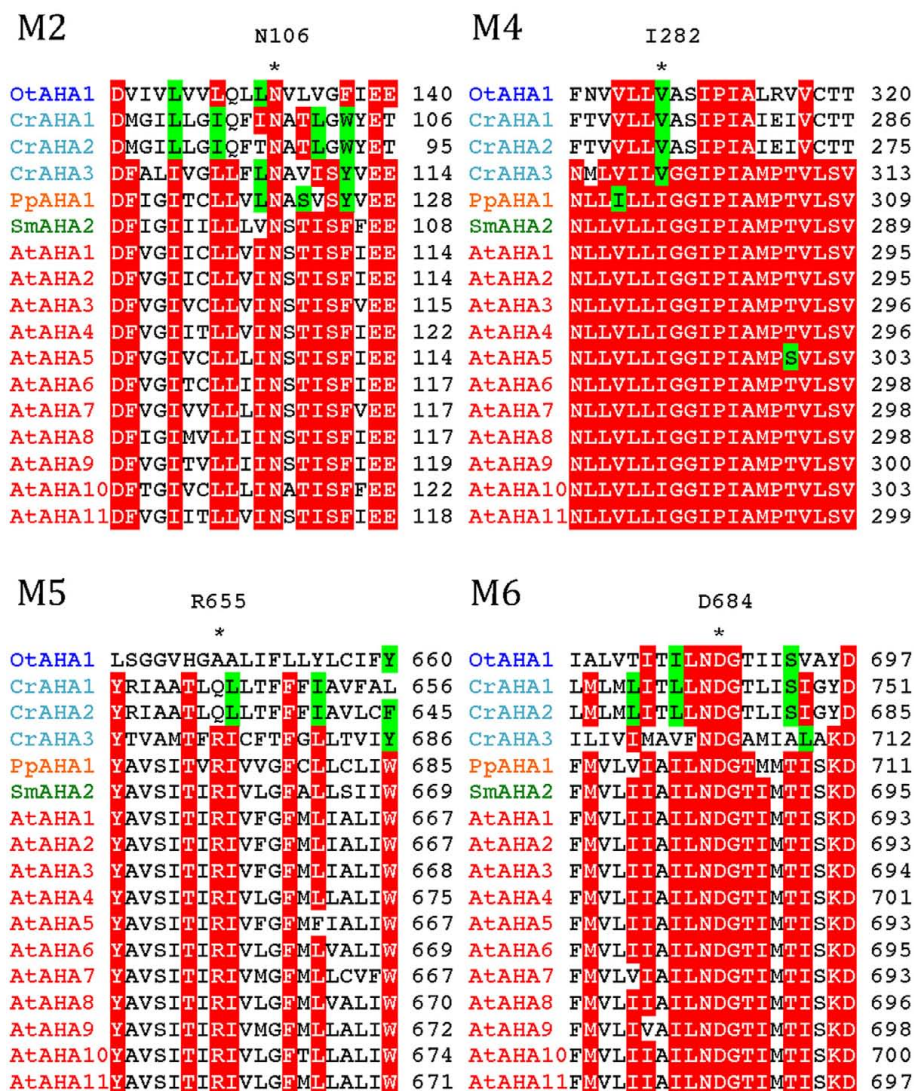 M2
N106
*
OtAHA1 DVIVLVVLQLLNVLVGFIEE 140
CrAHA1 DMGILLGIQFINATLGWYET 106
CrAHA2 DMGILLGIQFTNATLGWYET 95
CrAHA3 DFALIVGLLFLNAVISYVEE 114
PpAHA1 DFIGITCLLVLNASVSYVEE 128
SmAHA2 DFIGIIILLLVNSTISFFEE 108
AtAHA1 DFVGIICLLVINSTISFIEE 114
AtAHA2 DFVGIICLLVINSTISFIEE 114
AtAHA3 DFVGIVCLLVINSTISFVEE 115
AtAHA4 DFVGIITLLVINSTISFIEE 122
AtAHA5 DFVGIVCLLLINSTISFIEE 114
AtAHA6 DFVGITCLLIINSTISFIEE 117
AtAHA7 DFVGIVVLLLINSTISFVEE 117
AtAHA8 DFIGIMVLLIINSTISFIEE 117
AtAHA9 DFVGITVLLIINSTISFIEE 119
AtAHA10 DFTGIVCLLLINATISFFEE 122
AtAHA11 DFVGIITLLVINSTISFIEE 118
M4
I282
*
OtAHA1 FNVVLIVASIPIALRVVCTT 320
CrAHA1 FTVVLLVASIPIAIEIVCTT 286
CrAHA2 FTVVLLVASIPIAIEIVCTT 275
CrAHA3 NMLVILVGGIPIAMPTVLSV 313
PpAHA1 NLLILLIGGIPIAMPTVLSV 309
SmAHA2 NLLVLLIGGIPIAMPTVLSV 289
AtAHA1 NLLVLLIGGIPIAMPTVLSV 295
AtAHA2 NLLVLLIGGIPIAMPTVLSV 295
AtAHA3 NLLVLLIGGIPIAMPTVLSV 296
AtAHA4 NLLVLLIGGIPIAMPTVLSV 296
AtAHA5 NLLVLLIGGIPIAMPSVLSV 303
AtAHA6 NLLVLLIGGIPIAMPTVLSV 298
AtAHA7 NLLVLLIGGIPIAMPTVLSV 298
AtAHA8 NLLVLLIGGIPIAMPTVLSV 298
AtAHA9 NLLVLLIGGIPIAMPTVLSV 300
AtAHA10 NLLVLLIGGIPIAMPTVLSV 303
AtAHA11 NLLVLLIGGIPIAMPTVLSV 299
M5
R655
*
OtAHA1 LSGGVHGAALIFLLYLCIFY 660
CrAHA1 YRIAATLQLLTFFFIAVFAL 656
CrAHA2 YRIAATLQLLTFFFIAVLCF 645
CrAHA3 YTVAMTFRICFTFGLLTVIY 686
PpAHA1 YAVSITVRIVVGFCLLCLIW 685
SmAHA2 YAVSITIRIVLGFALLSIIW 669
AtAHA1 YAVSITIRIVFGFMLIALIW 667
AtAHA2 YAVSITIRIVFGFMLIALIW 667
AtAHA3 YAVSITIRIVFGFMLIALIW 668
AtAHA4 YAVSITIRIVLGFMLLALIW 675
AtAHA5 YAVSITIRIVFGFMFIALIW 667
AtAHA6 YAVSITIRIVLGFMLVALIW 669
AtAHA7 YAVSITIRIVMGFMLLCVFW 667
AtAHA8 YAVSITIRIVLGFMLVALIW 670
AtAHA9 YAVSITIRIVMGFMLLALIW 672
AtAHA10 YAVSITIRIVLGFTLLALIW 674
AtAHA11 YAVSITIRIVLGFMLLALIW 671
M6
D684
*
OtAHA1 IALVTITILNDGTIISVAYD 697
CrAHA1 LMLMLITLLNDGTLISIGYD 751
CrAHA2 LMLMLITLLNDGTLISIGYD 685
CrAHA3 ILIVIMAVFNDGAMIALAKD 712
PpAHA1 FMVLVIAILNDGTMMTISKD 711
SmAHA2 FMVLIIAILNDGTIMTISKD 695
AtAHA1 FMVLIIAILNDGTIMTISKD 693
AtAHA2 FMVLIIAILNDGTIMTISKD 693
AtAHA3 FMVLIIAILNDGTIMTISKD 694
AtAHA4 FMVLIIAILNDGTIMTISKD 701
AtAHA5 FMVLIIAILNDGTIMTISKD 693
AtAHA6 FMVLIIAILNDGTIMTISKD 695
AtAHA7 FMVLVIAILNDGTIMTISKD 693
AtAHA8 FMVLIIAILNDGTIMTISKD 696
AtAHA9 FMVLIVAILNDGTIMTISKD 698
AtAHA10 FMVLIIAILNDGTIMTISKD 700
AtAHA11 FMVLIIAILNDGTIMTISKD 697